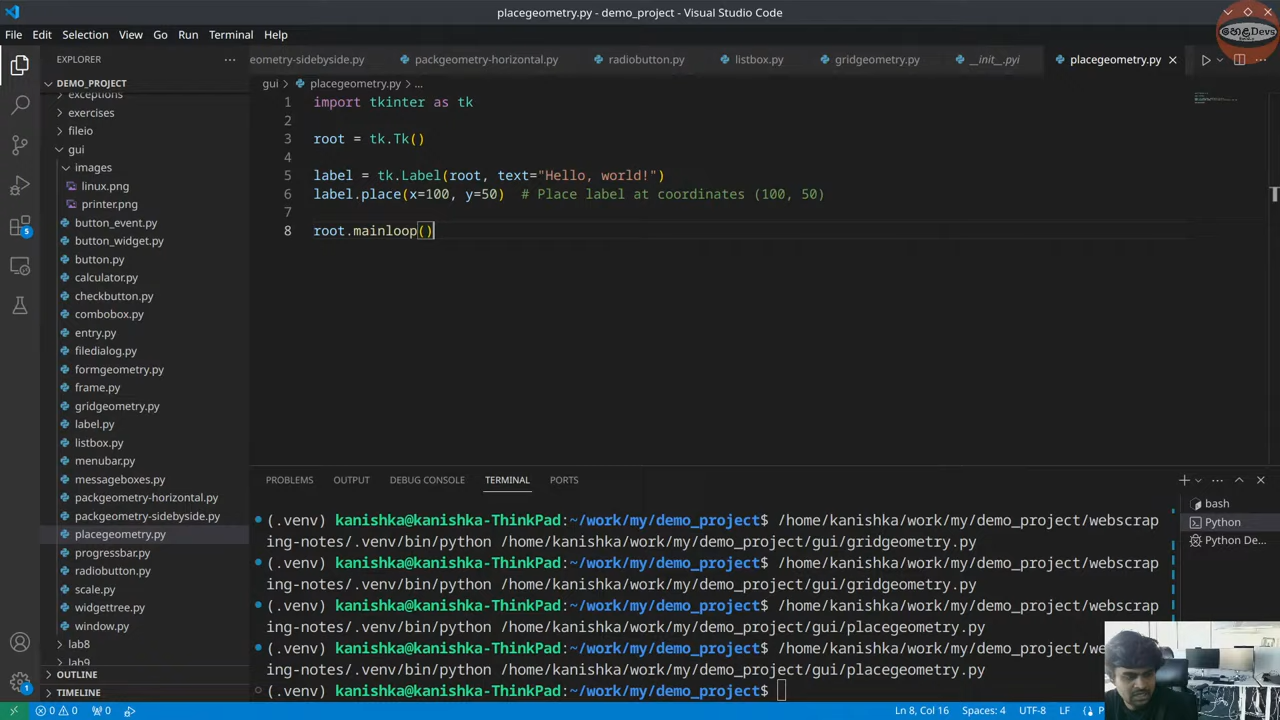 placegeometry.py - demo_project - Visual Studio Code
File Edit Selection View Go Run Terminal Help
හෙළDevs
EXPLORER
eometry-sidebyside.py packgeometry-horizontal.py radiobutton.py listbox.py gridgeometry.py __init__.pyi placegeometry.py
DEMO_PROJECT
gui > placegeometry.py > ...
exceptions
exercises
fileio
gui
images
linux.png
printer.png
button_event.py
button_widget.py
button.py
calculator.py
checkbutton.py
combobox.py
entry.py
filedialog.py
formgeometry.py
frame.py
gridgeometry.py
label.py
listbox.py
menubar.py
messageboxes.py
packgeometry-horizontal.py
packgeometry-sidebyside.py
placegeometry.py
progressbar.py
radiobutton.py
scale.py
widgettree.py
window.py
lab8
lab9
OUTLINE
TIMELINE
5
1
1 import tkinter as tk
2
3 root = tk.Tk()
4
5 label = tk.Label(root, text="Hello, world!")
6 label.place(x=100, y=50) # Place label at coordinates (100, 50)
7
8 root.mainloop()
PROBLEMS OUTPUT DEBUG CONSOLE TERMINAL PORTS
(.venv) kanishka@kanishka-ThinkPad:~/work/my/demo_project$ /home/kanishka/work/my/demo_project/webscrap
ing-notes/.venv/bin/python /home/kanishka/work/my/demo_project/gui/gridgeometry.py
(.venv) kanishka@kanishka-ThinkPad:~/work/my/demo_project$ /home/kanishka/work/my/demo_project/webscrap
ing-notes/.venv/bin/python /home/kanishka/work/my/demo_project/gui/gridgeometry.py
(.venv) kanishka@kanishka-ThinkPad:~/work/my/demo_project$ /home/kanishka/work/my/demo_project/webscrap
ing-notes/.venv/bin/python /home/kanishka/work/my/demo_project/gui/placegeometry.py
(.venv) kanishka@kanishka-ThinkPad:~/work/my/demo_project$ /home/kanishka/work/my/demo_project/we
ing-notes/.venv/bin/python /home/kanishka/work/my/demo_project/gui/placegeometry.py
(.venv) kanishka@kanishka-ThinkPad:~/work/my/demo_project$
bash
Python
Python De...
0 0 0 Ln 8, Col 16 Spaces: 4 UTF-8 LF P